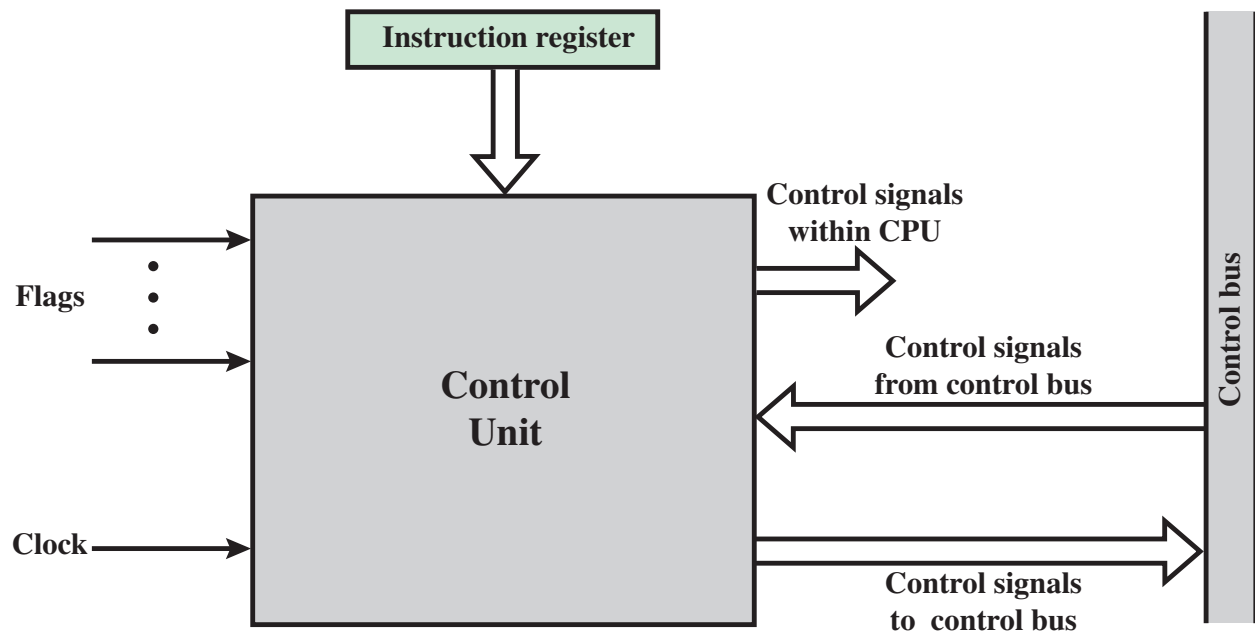 Instruction register
Control signals
within CPU
Flags
Control signals
from control bus
Control
Unit
Control bus
Clock
Control signals
to control bus